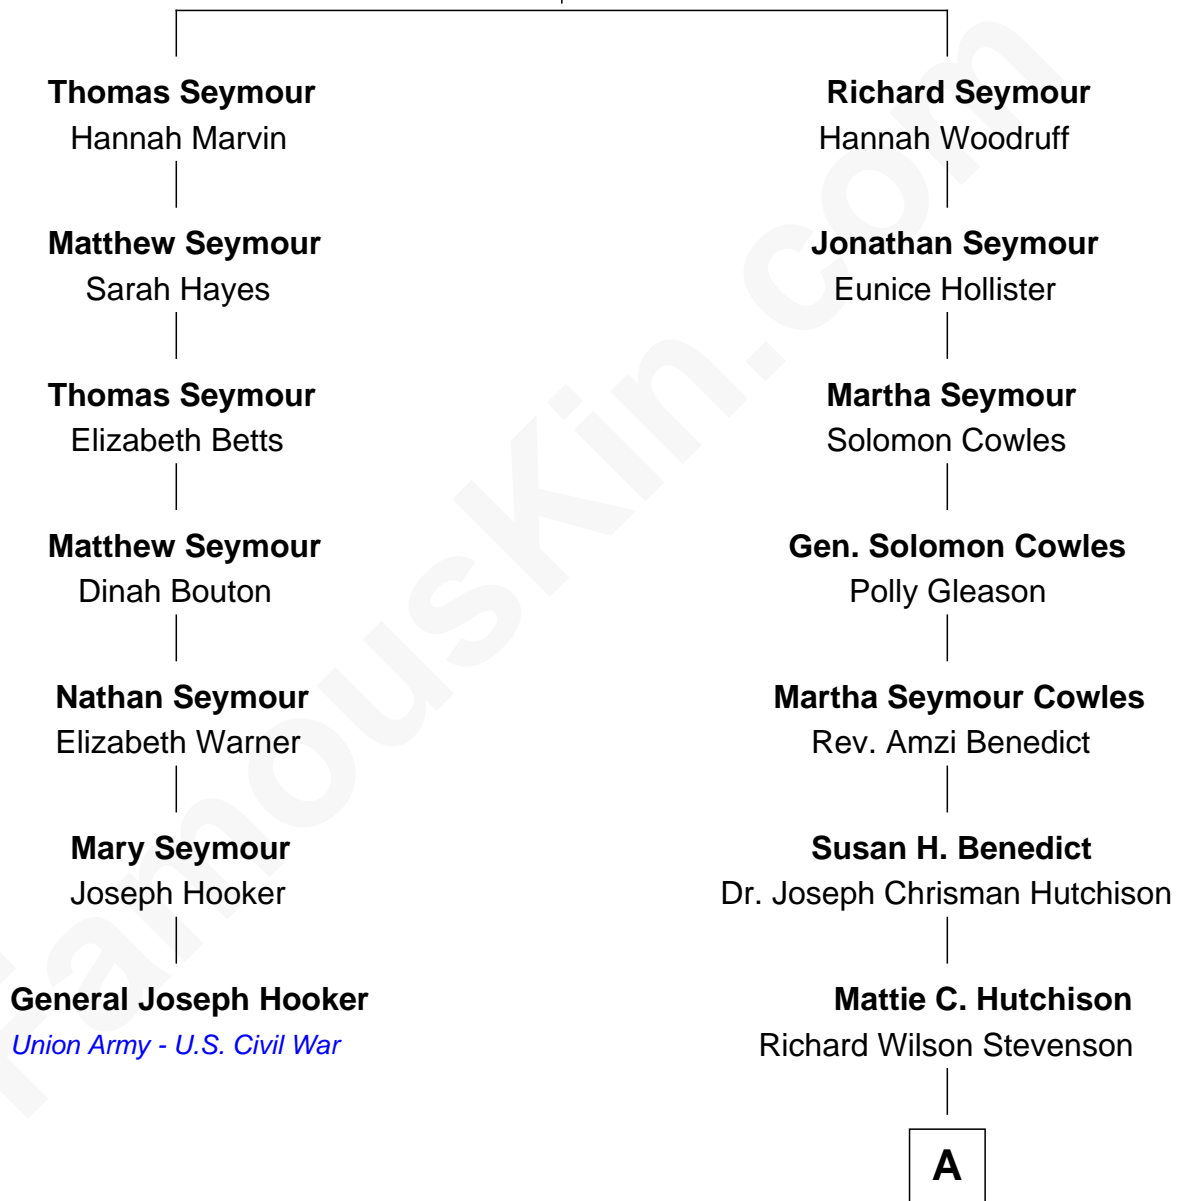 Thomas Seymour
Hannah Marvin
Matthew Seymour
Sarah Hayes
Thomas Seymour
Elizabeth Betts
Matthew Seymour
Dinah Bouton
Nathan Seymour
Elizabeth Warner
Mary Seymour
Joseph Hooker
General Joseph Hooker
Union Army - U.S. Civil War
Richard Seymour
Hannah Woodruff
Jonathan Seymour
Eunice Hollister
Martha Seymour
Solomon Cowles
Gen. Solomon Cowles
Polly Gleason
Martha Seymour Cowles
Rev. Amzi Benedict
Susan H. Benedict
Dr. Joseph Chrisman Hutchison
Mattie C. Hutchison
Richard Wilson Stevenson
A
FamousKin.com